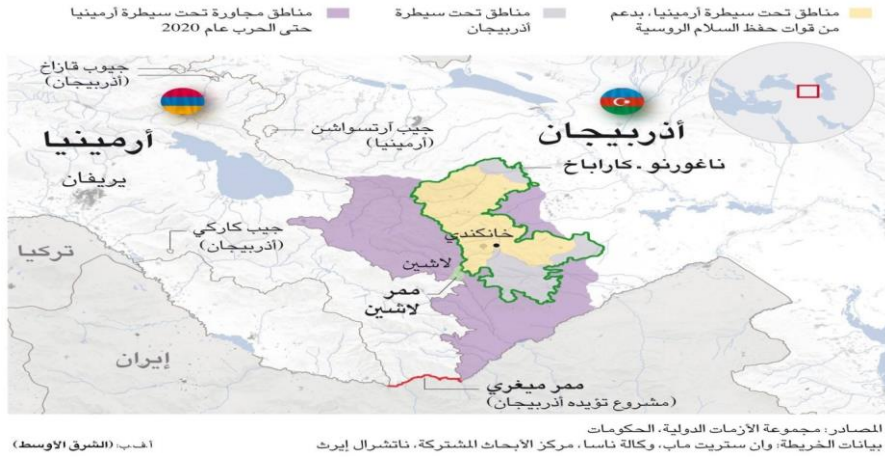 مناطق تحت سيطرة أرمينيا، بدعم
من قوات حفظ السلام الروسية
مناطق تحت سيطرة
أذربيجان
مناطق مجاورة تحت سيطرة أرمينيا
حتى الحرب عام 2020
جيوب قازاخ
(أذربيجان)
أذربيجان
جيب آرتسواشن
(أرمينيا)
أرمينيا
ناغورنو - كاراباخ
يريفان
خانكندي
جيب كاركي
(أذربيجان)
تركيا
لاشين
ممر
لاشين
إيران
ممر ميغري
(مشروع تؤيده أذربيجان)
المصادر: مجموعة الأزمات الدولية، الحكومات
بيانات الخريطة: وان ستريت ماب، وكالة ناسا، مركز الأبحاث المشتركة، ناتشرال إيرث
أ.ف.ب: (الشرق الأوسط)